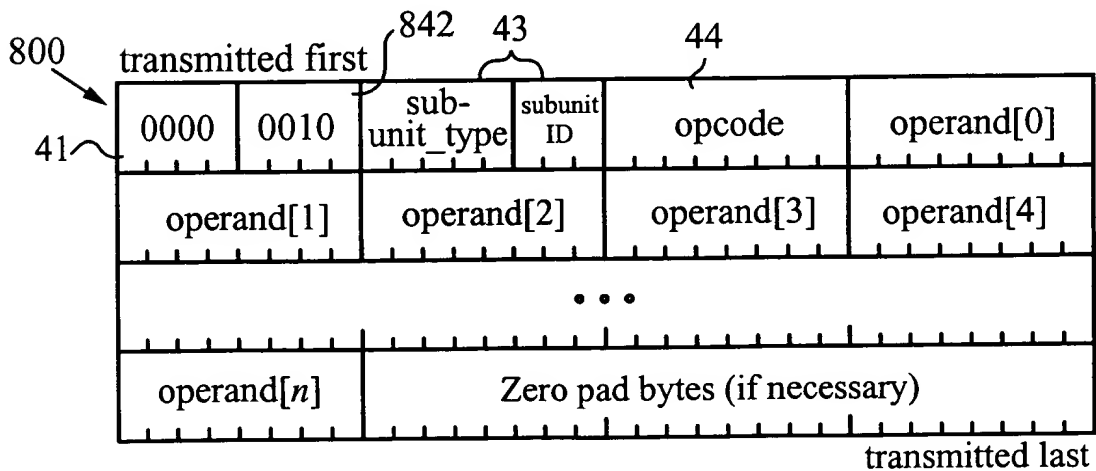 800
transmitted first
842
43
44
41
0000 0010 sub-unit_type subunit ID opcode operand[0]
operand[1] operand[2] operand[3] operand[4]
operand[n] Zero pad bytes (if necessary)
transmitted last